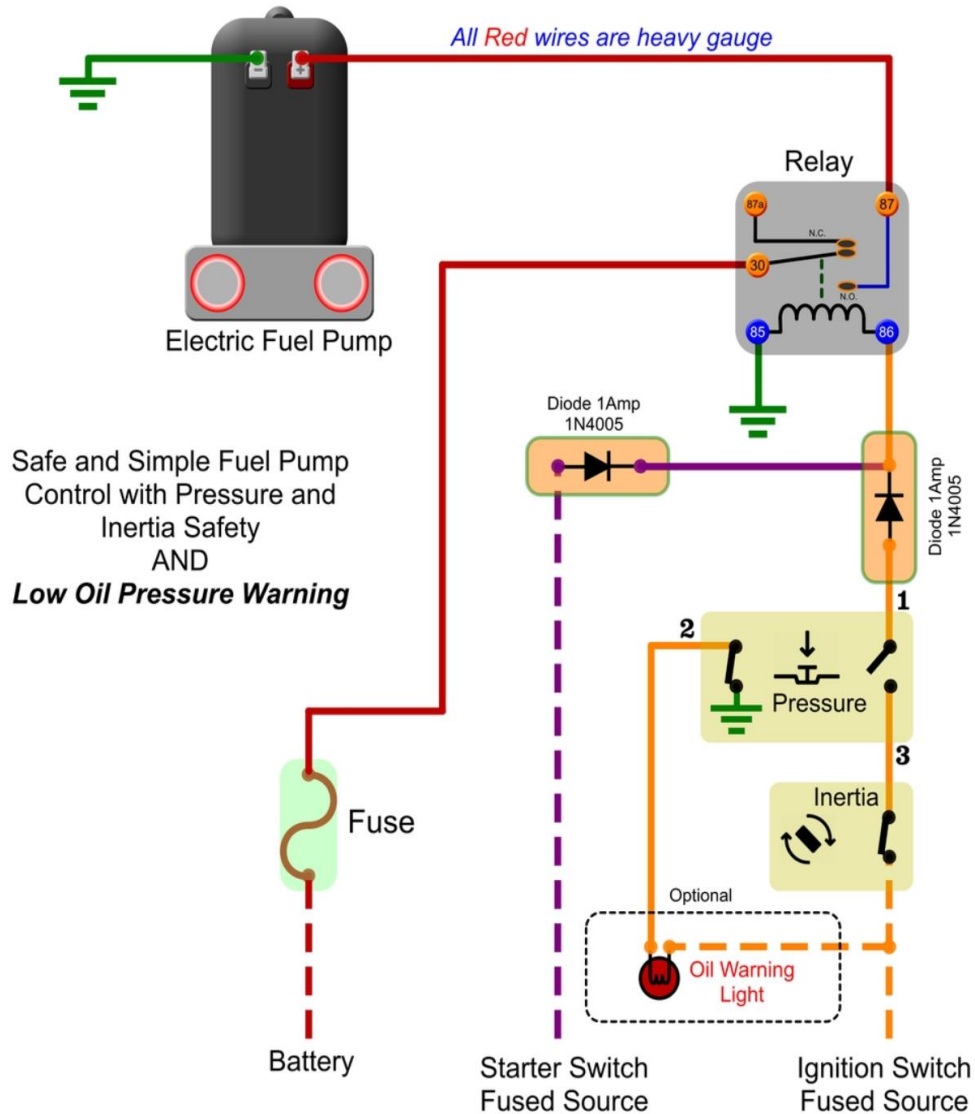 All Red wires are heavy gauge
−
+
Electric Fuel Pump
Relay
87a
87
N.C.
30
N.O.
85
86
Diode 1Amp
1N4005
Diode 1Amp
1N4005
Safe and Simple Fuel Pump
Control with Pressure and
Inertia Safety
AND
Low Oil Pressure Warning
1
2
Pressure
3
Inertia
Fuse
Optional
Oil Warning
Light
Battery
Starter Switch
Fused Source
Ignition Switch
Fused Source